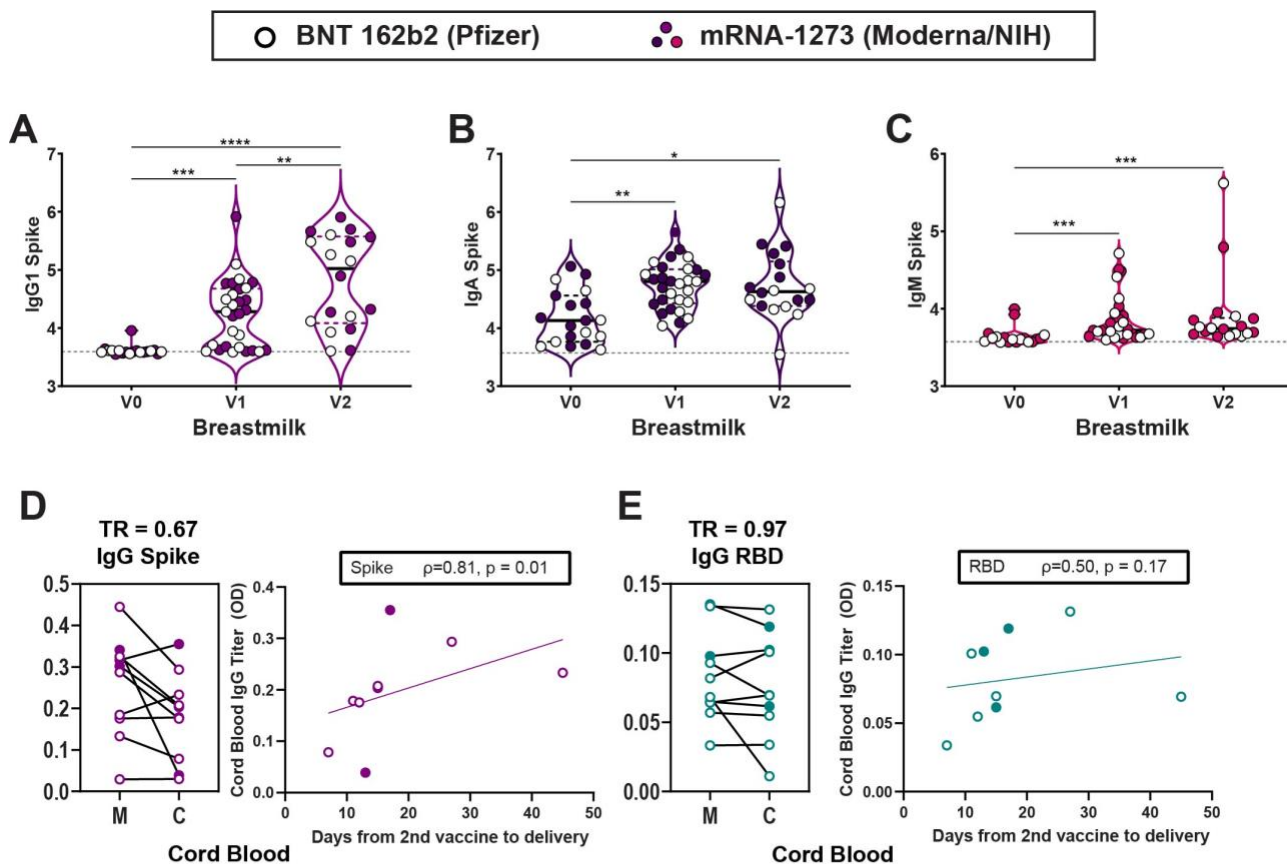 BNT 162b2 (Pfizer) mRNA-1273 (Moderna/NIH)
A
IgG1 Spike
7
6
5
4
3
****
***
**
V0 V1 V2
Breastmilk
B
IgA Spike
7
6
5
4
3
*
**
V0 V1 V2
Breastmilk
C
IgM Spike
6
5
4
3
***
***
V0 V1 V2
Breastmilk
D
TR = 0.67
IgG Spike
0.5
0.4
0.3
0.2
0.1
0.0
M C
Spike ρ=0.81, p = 0.01
Cord Blood IgG Titer (OD)
0.4
0.3
0.2
0.1
0.0
0 10 20 30 40 50
Days from 2nd vaccine to delivery
Cord Blood
E
TR = 0.97
IgG RBD
0.15
0.10
0.05
0.00
M C
RBD ρ=0.50, p = 0.17
Cord Blood IgG Titer (OD)
0.15
0.10
0.05
0.00
0 10 20 30 40 50
Days from 2nd vaccine to delivery
Cord Blood